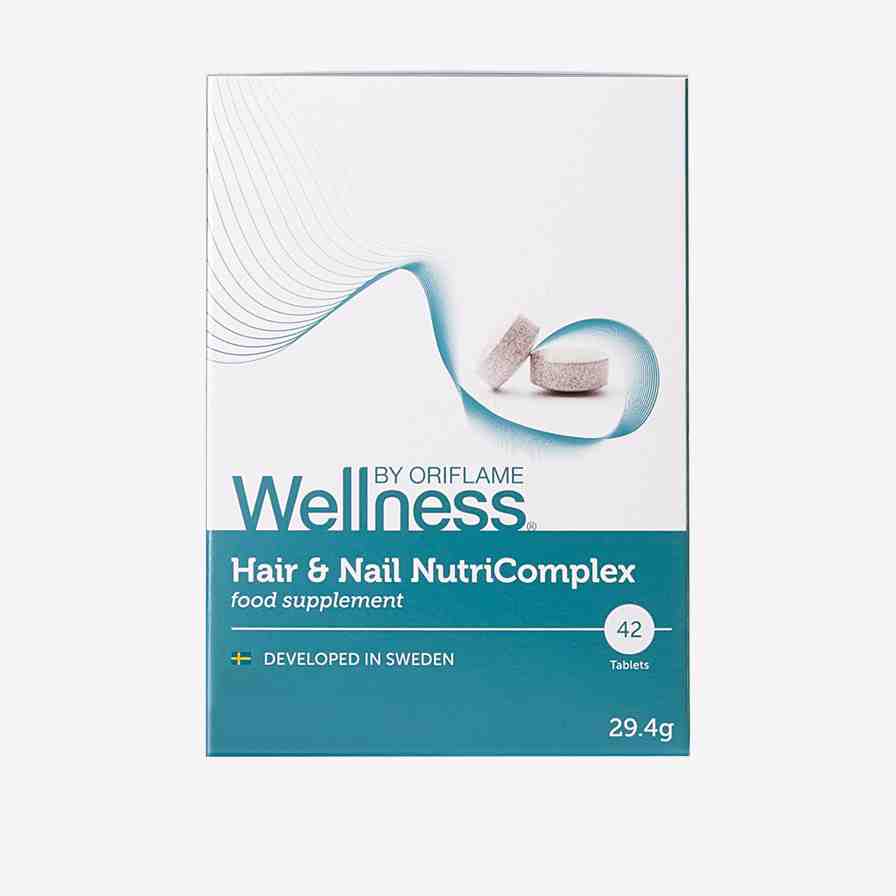 BY ORIFLAME
Wellness®
Hair & Nail NutriComplex
food supplement
42
Tablets
DEVELOPED IN SWEDEN
29.4g